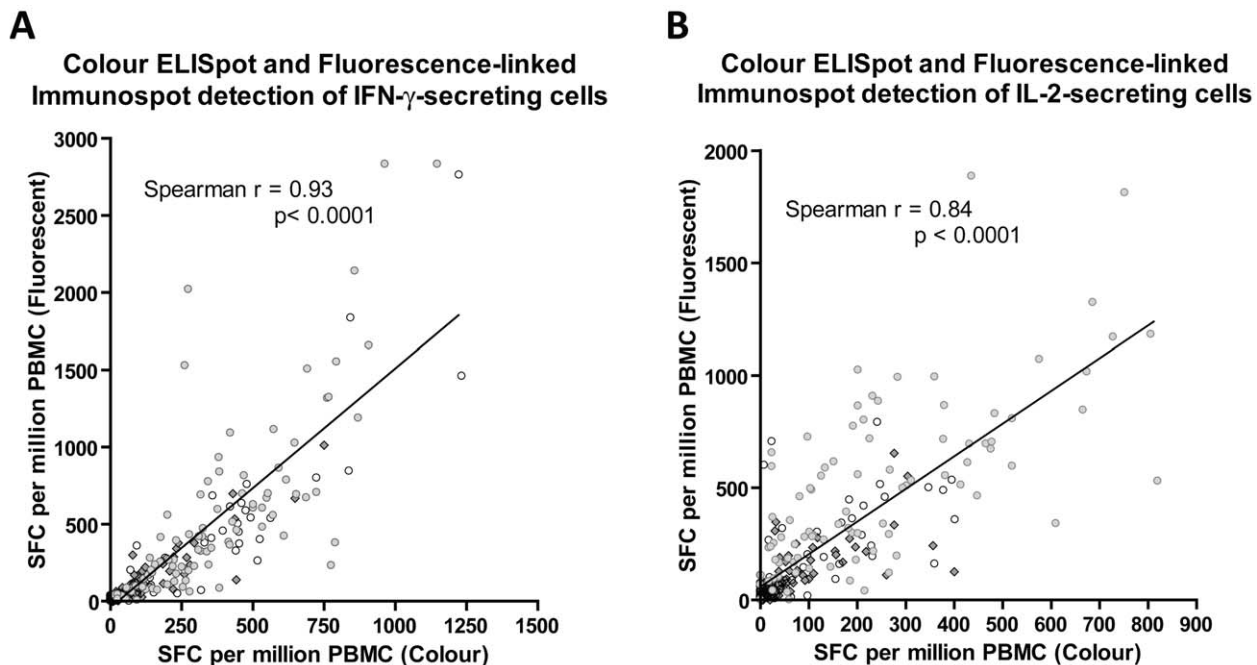 A
Colour ELISpot and Fluorescence-linked
Immunospot detection of IFN-γ-secreting cells
SFC per million PBMC (Fluorescent)
3000
2500
2000
1500
1000
500
0
Spearman r = 0.93
p< 0.0001
0 250 500 750 1000 1250 1500
SFC per million PBMC (Colour)
B
Colour ELISpot and Fluorescence-linked
Immunospot detection of IL-2-secreting cells
SFC per million PBMC (Fluorescent)
2000
1500
1000
500
0
Spearman r = 0.84
p < 0.0001
0 100 200 300 400 500 600 700 800 900
SFC per million PBMC (Colour)